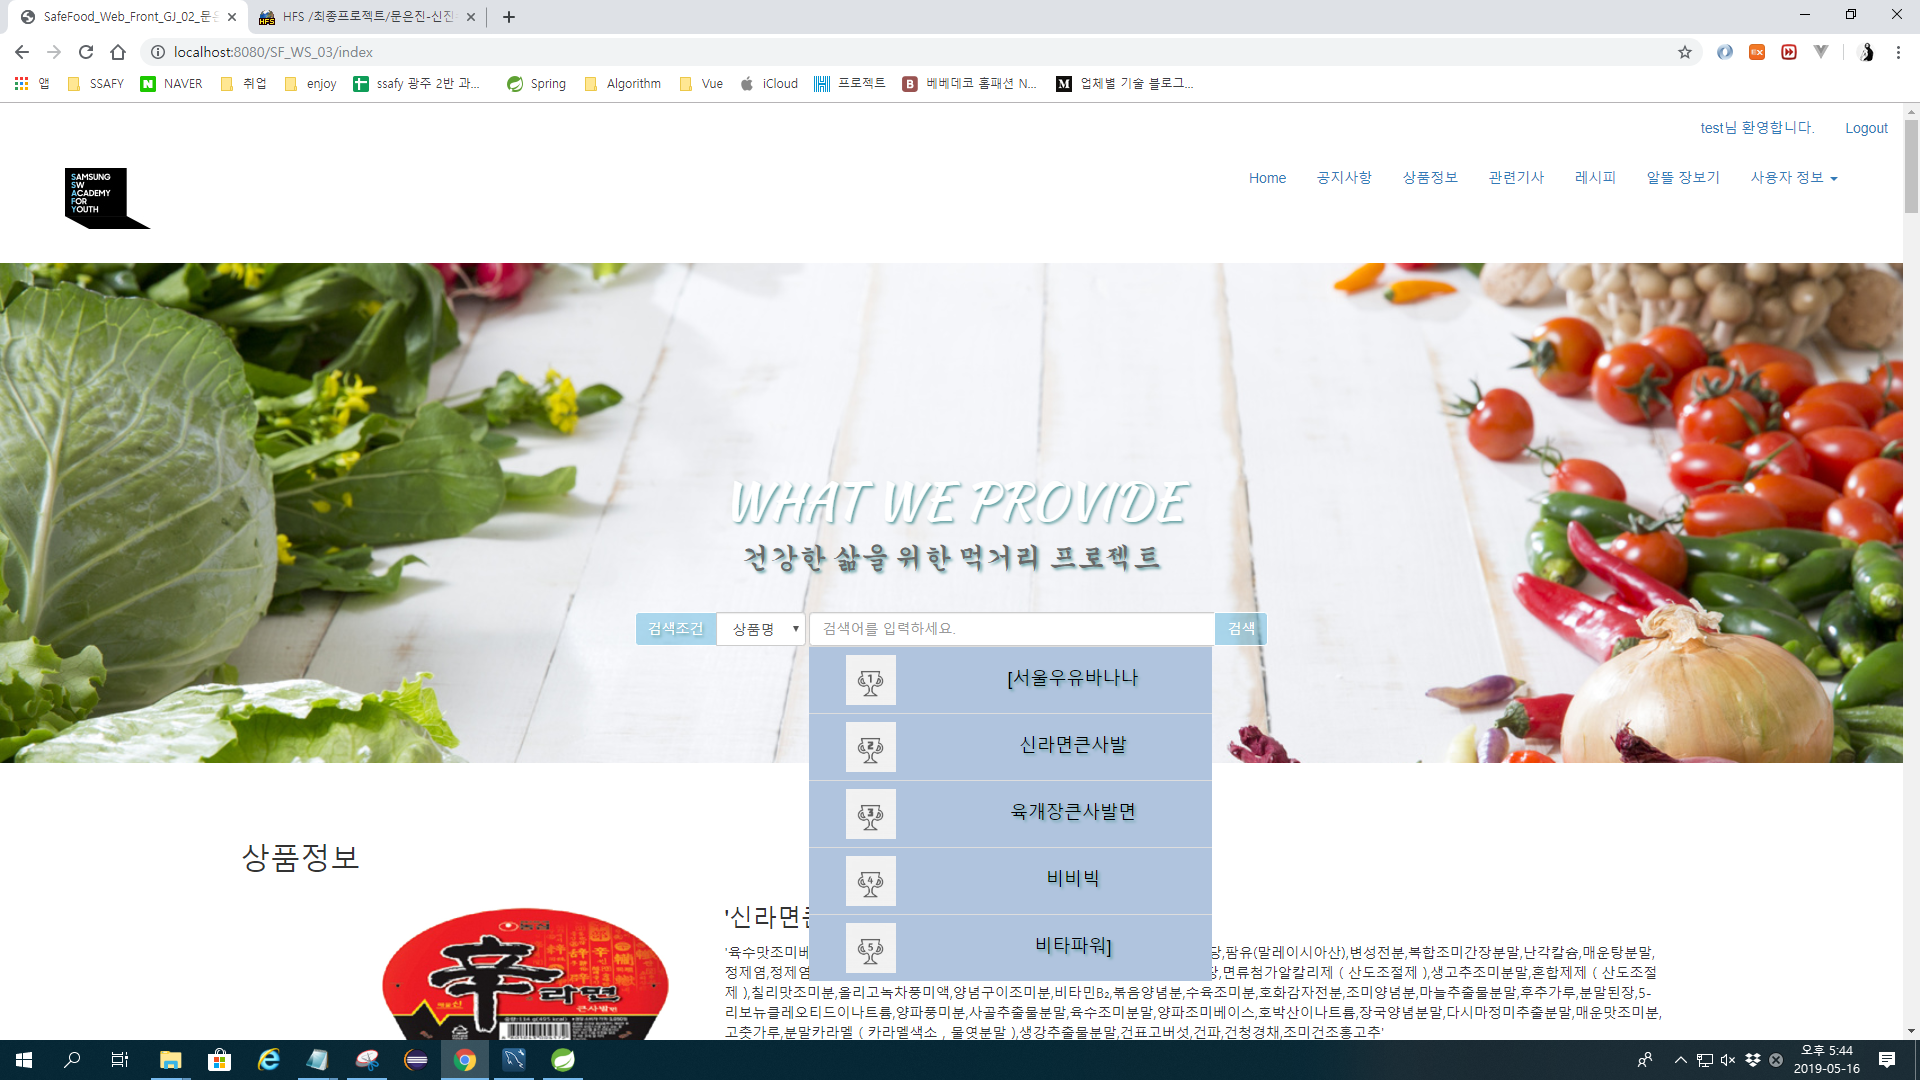 SafeFood_Web_Front_GJ_02_문은
HFS /최종프로젝트/문은진-신진
localhost:8080/SF_WS_03/index
앱
SSAFY
NAVER
취업
enjoy
ssafy 광주 2반 과...
Spring
Algorithm
Vue
iCloud
프로젝트
베베데코 홈패션 N...
업체별 기술 블로그...
test님 환영합니다.
Logout
SAMSUNG
SW
ACADEMY
FOR
YOUTH
Home
공지사항
상품정보
관련기사
레시피
알뜰 장보기
사용자 정보
WHAT WE PROVIDE
건강한 삶을 위한 먹거리 프로젝트
검색조건
상품명
검색어를 입력하세요.
검색
1
[서울우유바나나
2
신라면큰사발
3
육개장큰사발면
4
비비빅
5
비타파워]
상품정보
농심
辛
라면
큰사발
'신라면큰
'육수맛조미베
당,팜유(말레이시아산),변성전분,복합조미간장분말,난각칼슘,매운탕분말,
정제염,정제염
장,면류첨가알칼리제 ( 산도조절제 ),생고추조미분말,혼합제제 ( 산도조절
제 ),칠리맛조미분,올리고녹차풍미액,양념구이조미분,비타민B₂,볶음양념분,수육조미분,호화감자전분,조미양념분,마늘추출물분말,후추가루,분말된장,5-
리보뉴클레오티드이나트륨,양파풍미분,사골추출물분말,육수조미분말,양파조미베이스,호박산이나트륨,장국양념분말,다시마정미추출분말,매운맛조미분,
고춧가루,분말카라멜 ( 카라멜색소 , 물엿분말 ),생강추출물분말,건표고버섯,건파,건청경채,조미건조홍고추'
오후 5:44
2019-05-16